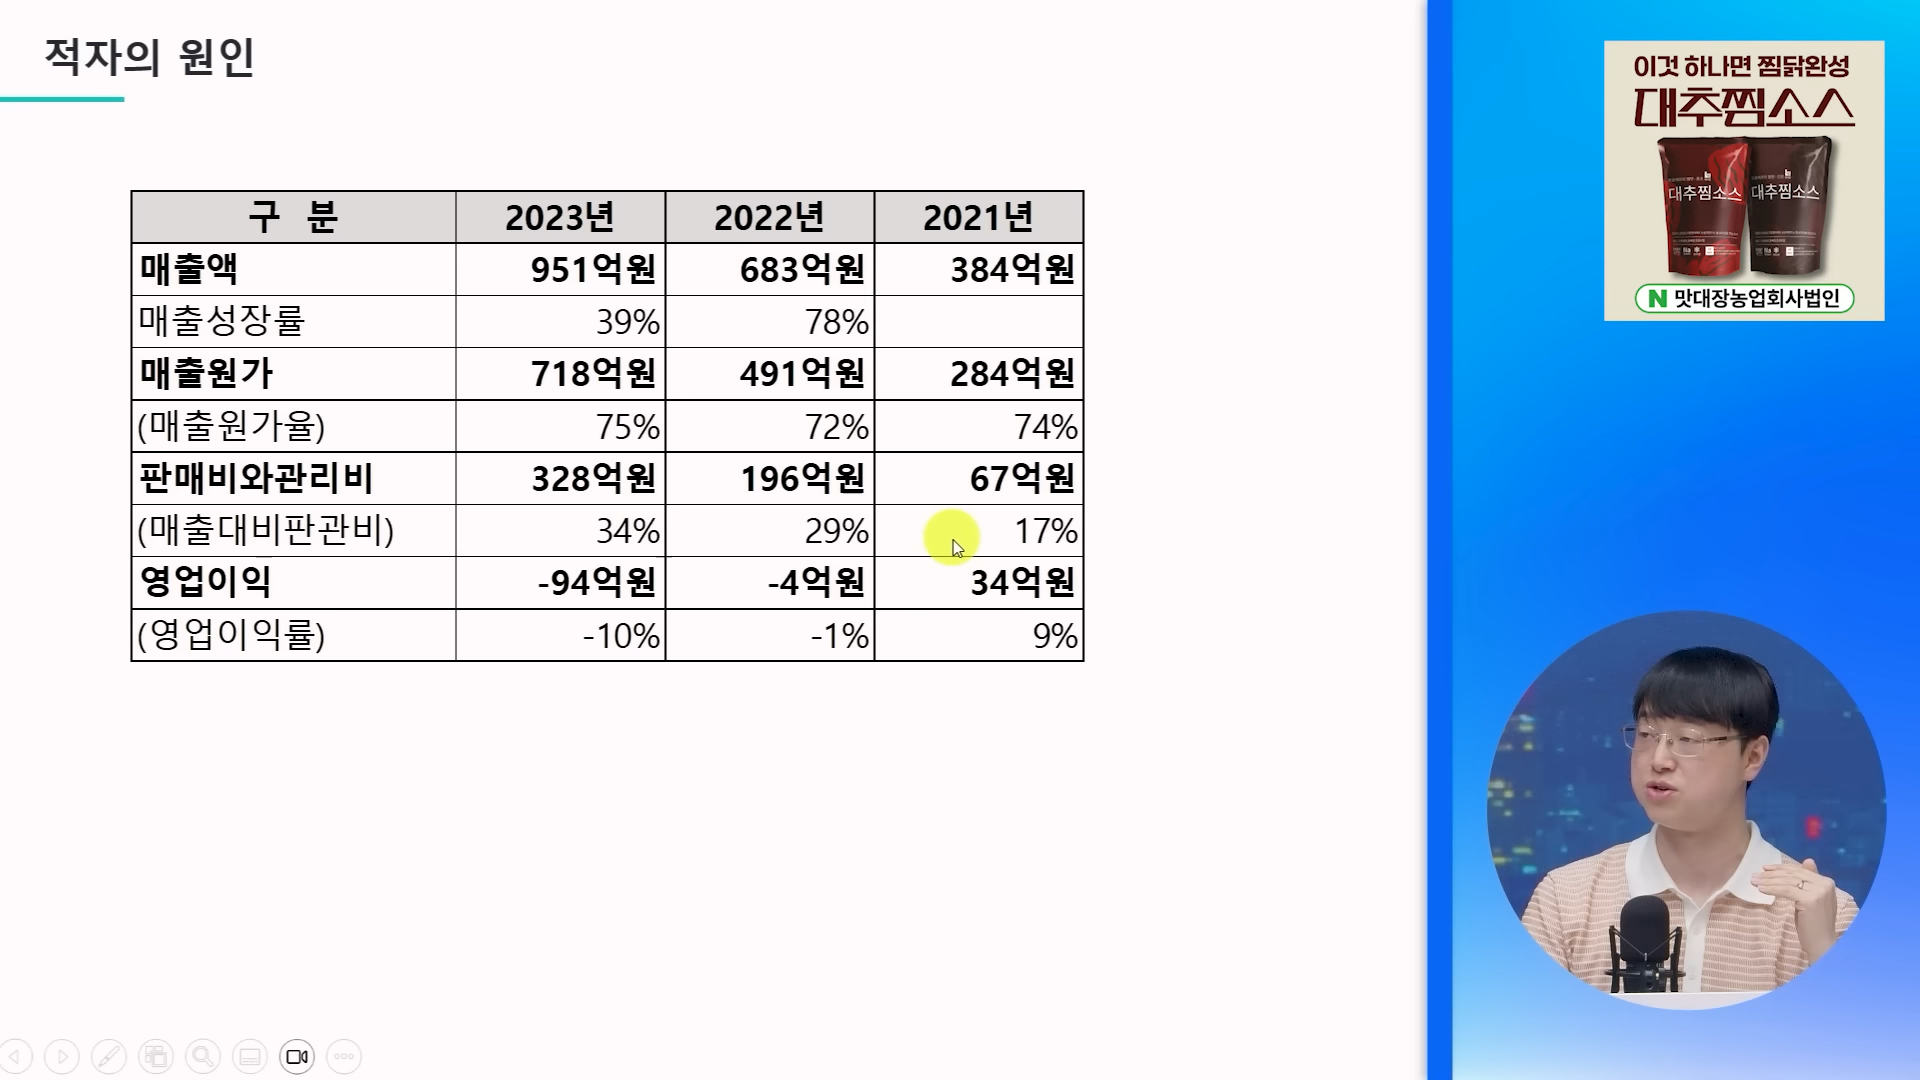 적자의 원인
구 분 2023년 2022년 2021년
매출액 951억원 683억원 384억원
매출성장률 39% 78%
매출원가 718억원 491억원 284억원
(매출원가율) 75% 72% 74%
판매비와관리비 328억원 196억원 67억원
(매출대비판관비) 34% 29% 17%
영업이익 -94억원 -4억원 34억원
(영업이익률) -10% -1% 9%
이것 하나면 찜닭완성
대추찜소스
대추찜소스 대추찜소스
N 맛대장농업회사법인